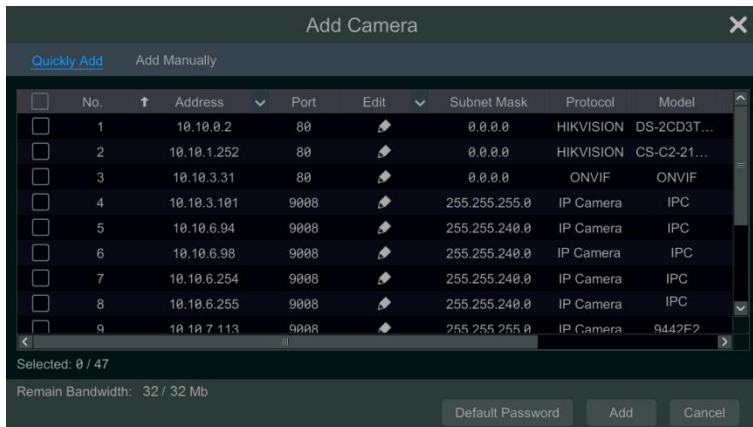 Add Camera
Quickly Add Add Manually
No. Address Port Edit Subnet Mask Protocol Model
1 10.10.0.2 80 0.0.0.0 HIKVISION DS-2CD3T...
2 10.10.1.252 80 0.0.0.0 HIKVISION CS-C2-21...
3 10.10.3.31 80 0.0.0.0 ONVIF ONVIF
4 10.10.3.101 9008 255.255.255.0 IP Camera IPC
5 10.10.6.94 9008 255.255.240.0 IP Camera IPC
6 10.10.6.98 9008 255.255.240.0 IP Camera IPC
7 10.10.6.254 9008 255.255.240.0 IP Camera IPC
8 10.10.6.255 9008 255.255.240.0 IP Camera IPC
9 10.10.7.113 9008 255.255.255.0 IP Camera 9442E2
Selected: 0 / 47
Remain Bandwidth: 32 / 32 Mb
Default Password Add Cancel